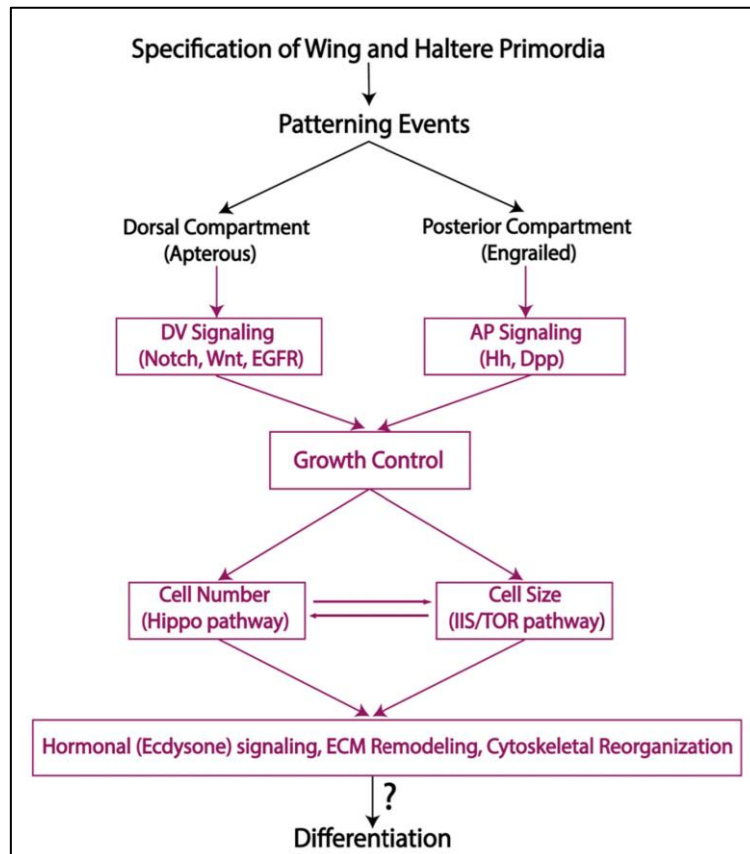 Specification of Wing and Haltere Primordia
Patterning Events
Dorsal Compartment
(Apterous)
Posterior Compartment
(Engrailed)
DV Signaling
(Notch, Wnt, EGFR)
AP Signaling
(Hh, Dpp)
Growth Control
Cell Number
(Hippo pathway)
Cell Size
(IIS/TOR pathway)
Hormonal (Ecdysone) signaling, ECM Remodeling, Cytoskeletal Reorganization
?
Differentiation